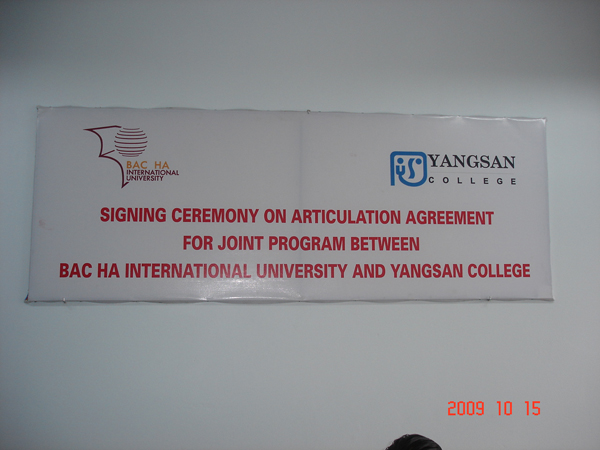 BAC HA
INTERNATIONAL
UNIVERSITY
YANGSAN
COLLEGE
SIGNING CEREMONY ON ARTICULATION AGREEMENT
FOR JOINT PROGRAM BETWEEN
BAC HA INTERNATIONAL UNIVERSITY AND YANGSAN COLLEGE
2009 10 15